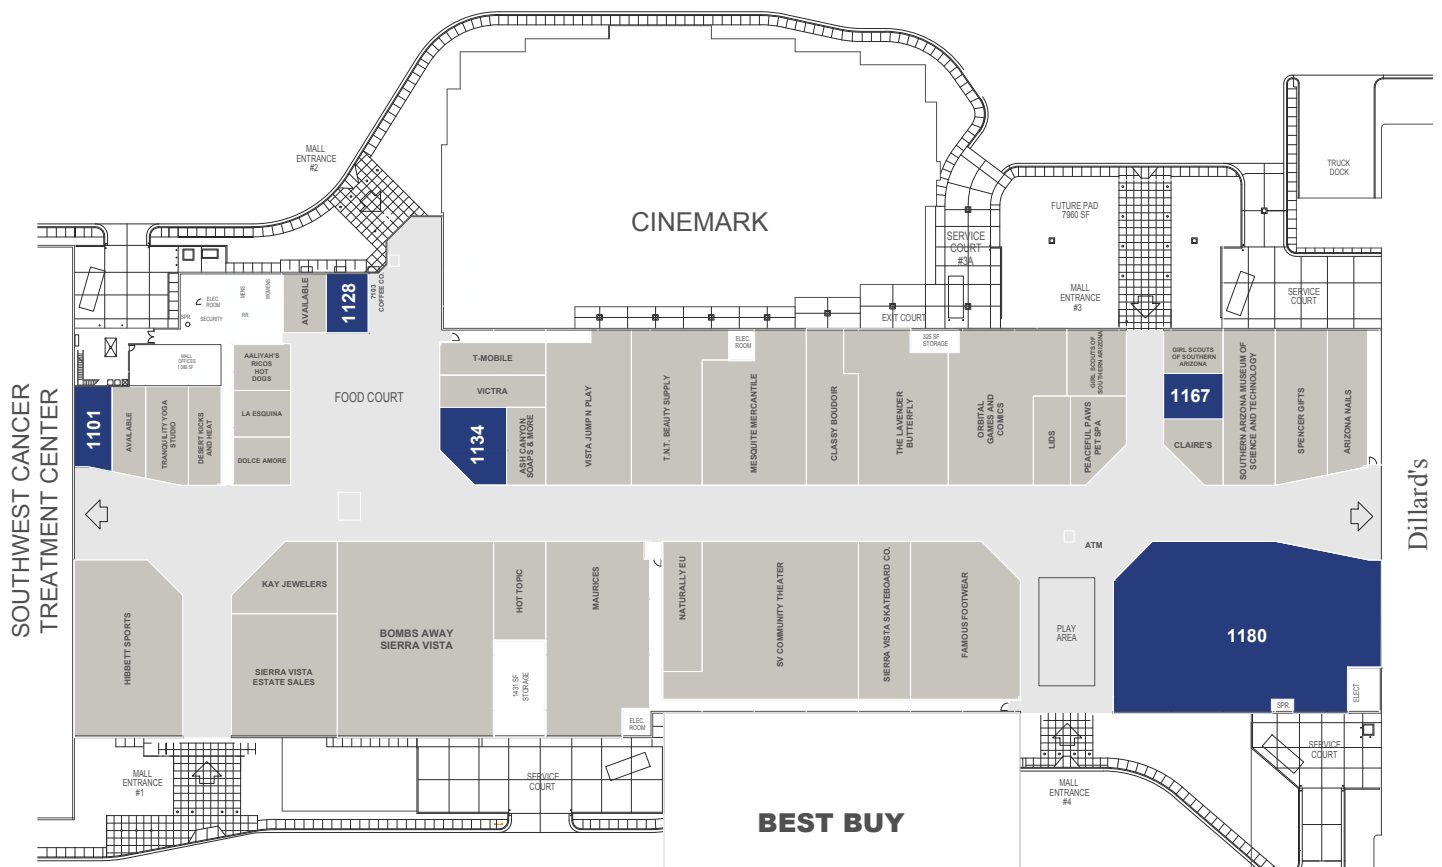 CINEMARK
MALL
ENTRANCE
#2
TRUCK
DOCK
FUTURE PAD
7960 SF
SERVICE
COURT
#3A
MALL
ENTRANCE
#3
SERVICE
COURT
EXIT COURT
ELEC.
ROOM
SPR.
SECURITY
MENS
WOMENS
RR
AVAILABLE
1128
7103
COFFEE CO.
MALL
OFFICES
AALIYAH'S
RICOS
HOT
DOGS
LA ESQUINA
DOLCE AMORE
FOOD COURT
1101
AVAILABLE
TRANQUILITY YOGA
STUDIO
DESERT KICKS
AND HEAT
T-MOBILE
VICTRA
1134
ASH CANYON
SOAPS & MORE
VISTA JUMP N PLAY
T.N.T. BEAUTY SUPPLY
ELEC.
ROOM
MESQUITE MERCANTILE
CLASSY BOUDOIR
325 SF
STORAGE
THE LAVENDER
BUTTERFLY
ORBITAL
GAMES AND
COMICS
LIDS
GIRL SCOUTS OF
SOUTHERN ARIZONA
PEACEFUL PAWS
PET SPA
GIRL SCOUTS
OF SOUTHERN
ARIZONA
1167
CLAIRE'S
SOUTHERN ARIZONA MUSEUM OF
SCIENCE AND TECHNOLOGY
SPENCER GIFTS
ARIZONA NAILS
SOUTHWEST CANCER
TREATMENT CENTER
Dillard's
ATM
HIBBETT SPORTS
KAY JEWELERS
SIERRA VISTA
ESTATE SALES
BOMBS AWAY
SIERRA VISTA
HOT TOPIC
1431 SF
STORAGE
MAURICES
ELEC.
ROOM
NATURALLY EU
SV COMMUNITY THEATER
SIERRA VISTA SKATEBOARD CO.
FAMOUS FOOTWEAR
PLAY
AREA
1180
SPR.
ELECT.
MALL
ENTRANCE
#1
SERVICE
COURT
BEST BUY
MALL
ENTRANCE
#4
SERVICE
COURT